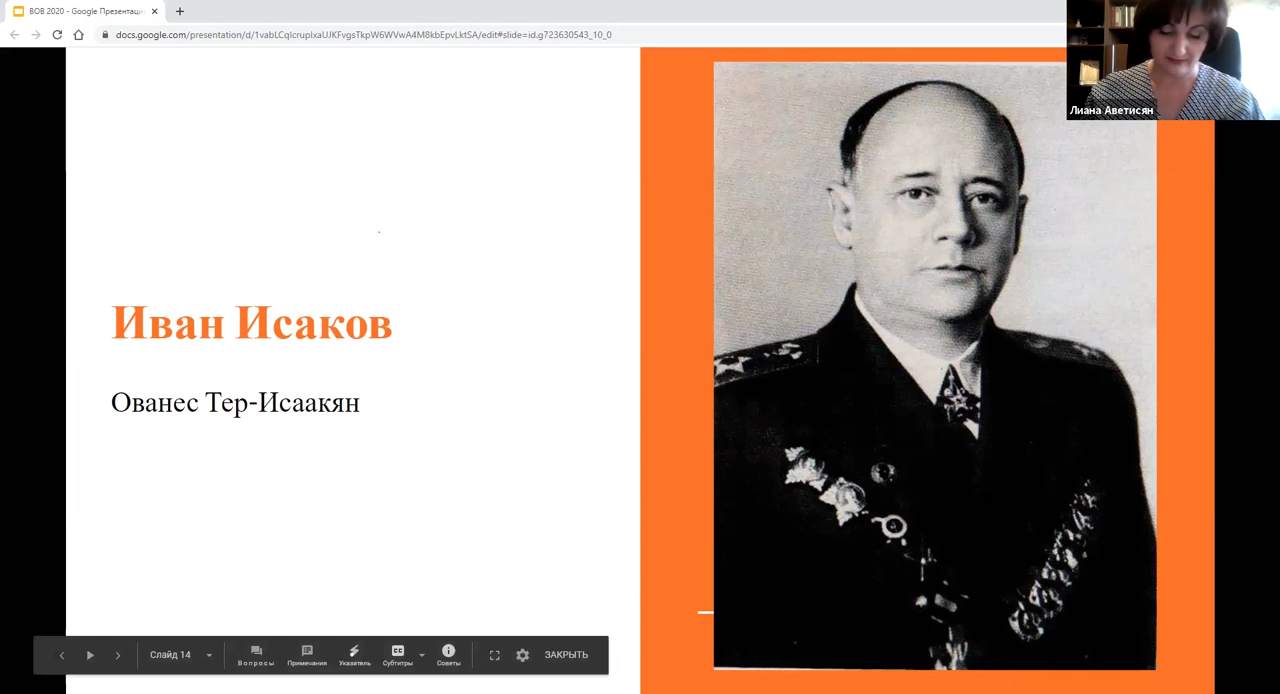 ВОВ 2020 - Google Презентаци
docs.google.com/presentation/d/1vabLCqlcruplxaUJKFvgsTkpW6WVwA4M8kbEpvLktSA/edit#slide=id.g723630543_10_0
Лиана Аветисян
Иван Исаков
Ованес Тер-Исаакян
Слайд 14
Вопросы
Примечания
Указатель
Субтитры
Советы
ЗАКРЫТЬ